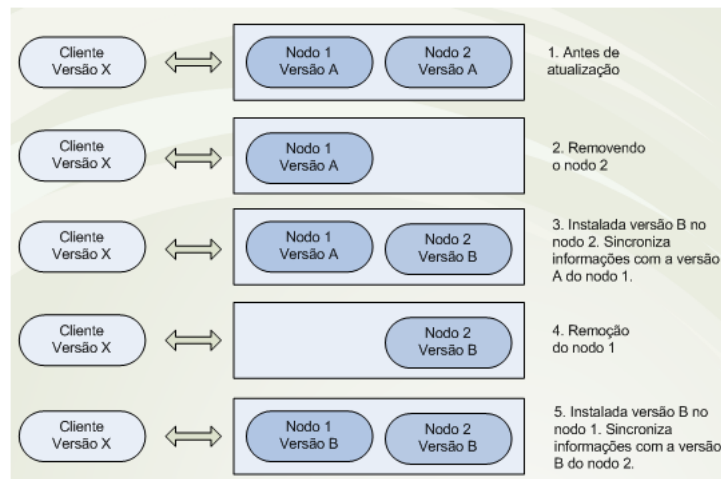 Cliente
Versão X
Nodo 1
Versão A
Nodo 2
Versão A
1. Antes de
atualização
Cliente
Versão X
Nodo 1
Versão A
2. Removendo
o nodo 2
Cliente
Versão X
Nodo 1
Versão A
Nodo 2
Versão B
3. Instalada versão B no
nodo 2. Sincroniza
informações com a versão
A do nodo 1.
Cliente
Versão X
Nodo 2
Versão B
4. Remoção
do nodo 1
Cliente
Versão X
Nodo 1
Versão B
Nodo 2
Versão B
5. Instalada versão B no
nodo 1. Sincroniza
informações com a versão
B do nodo 2.